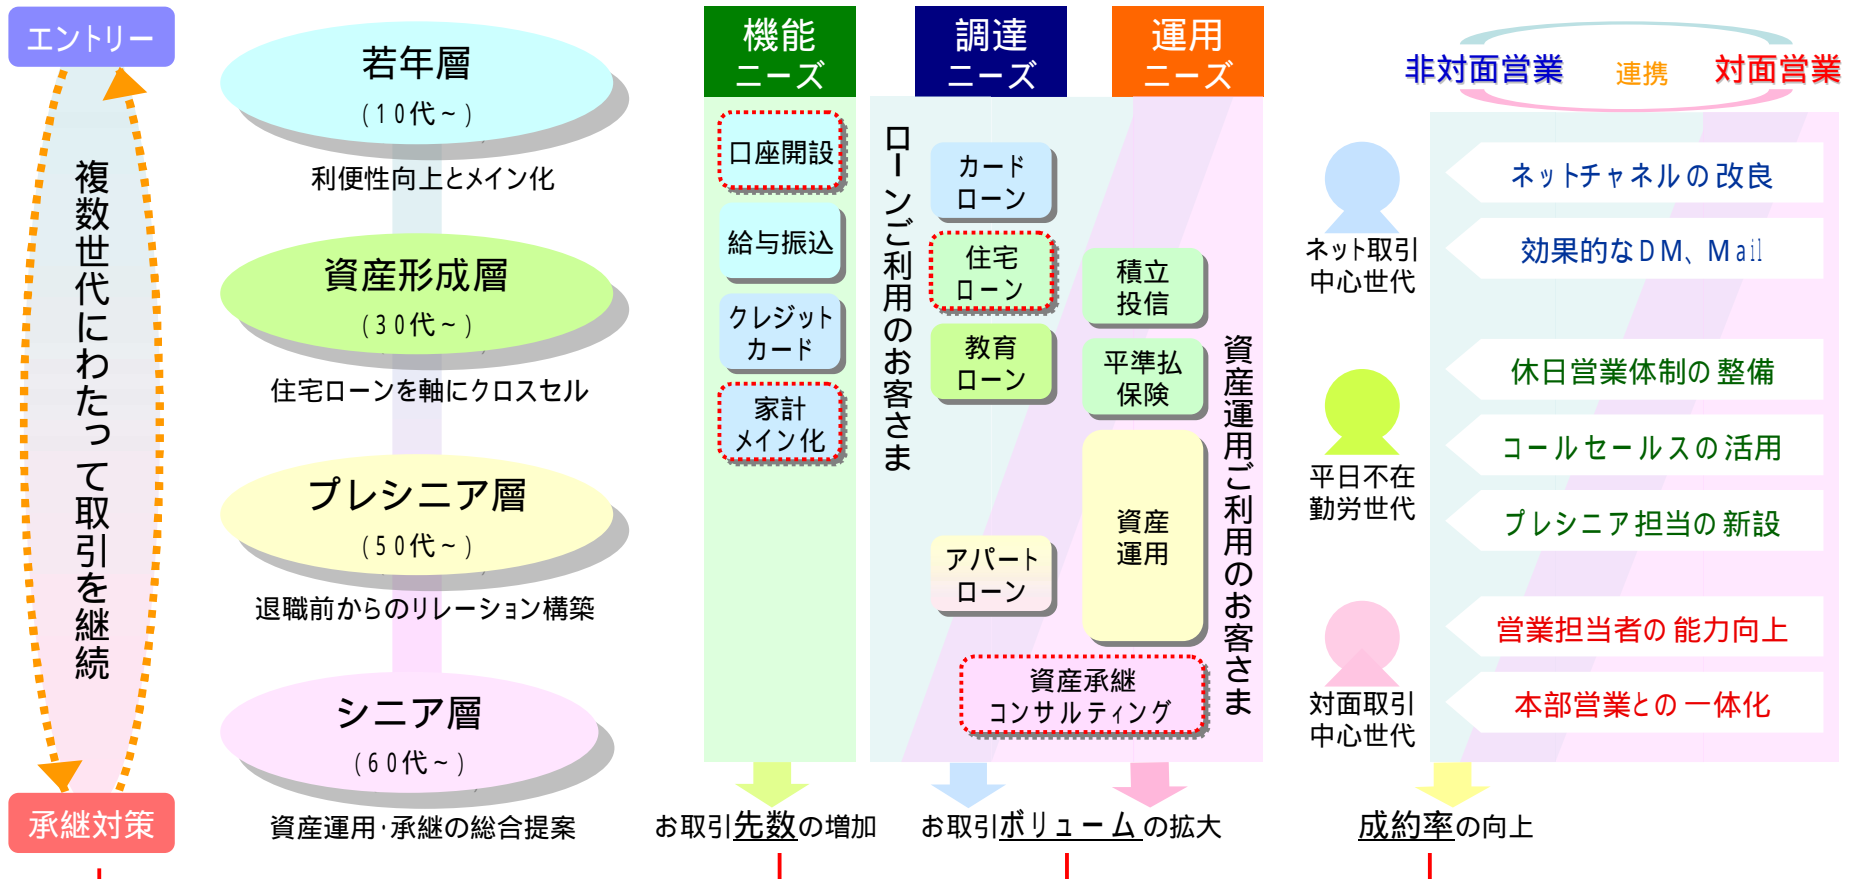 エントリー
複数世代にわたって取引を継続
承継対策
若年層
(10代~)
利便性向上とメイン化
資産形成層
(30代~)
住宅ローンを軸にクロスセル
プレシニア層
(50代~)
退職前からのリレーション構築
シニア層
(60代~)
資産運用・承継の総合提案
機能
ニーズ
口座開設
給与振込
クレジット
カード
家計
メイン化
お取引先数の増加
調達
ニーズ
運用
ニーズ
ローンご利用のお客さま
カード
ローン
住宅
ローン
教育
ローン
アパート
ローン
積立
投信
平準払
保険
資産
運用
資産承継
コンサルティング
資産運用ご利用のお客さま
お取引ボリュームの拡大
非対面営業
連携
対面営業
ネット取引
中心世代
ネットチャネルの改良
効果的なDM、Mail
平日不在
勤労世代
休日営業体制の整備
コールセールスの活用
プレシニア担当の新設
対面取引
中心世代
営業担当者の能力向上
本部営業との一体化
成約率の向上